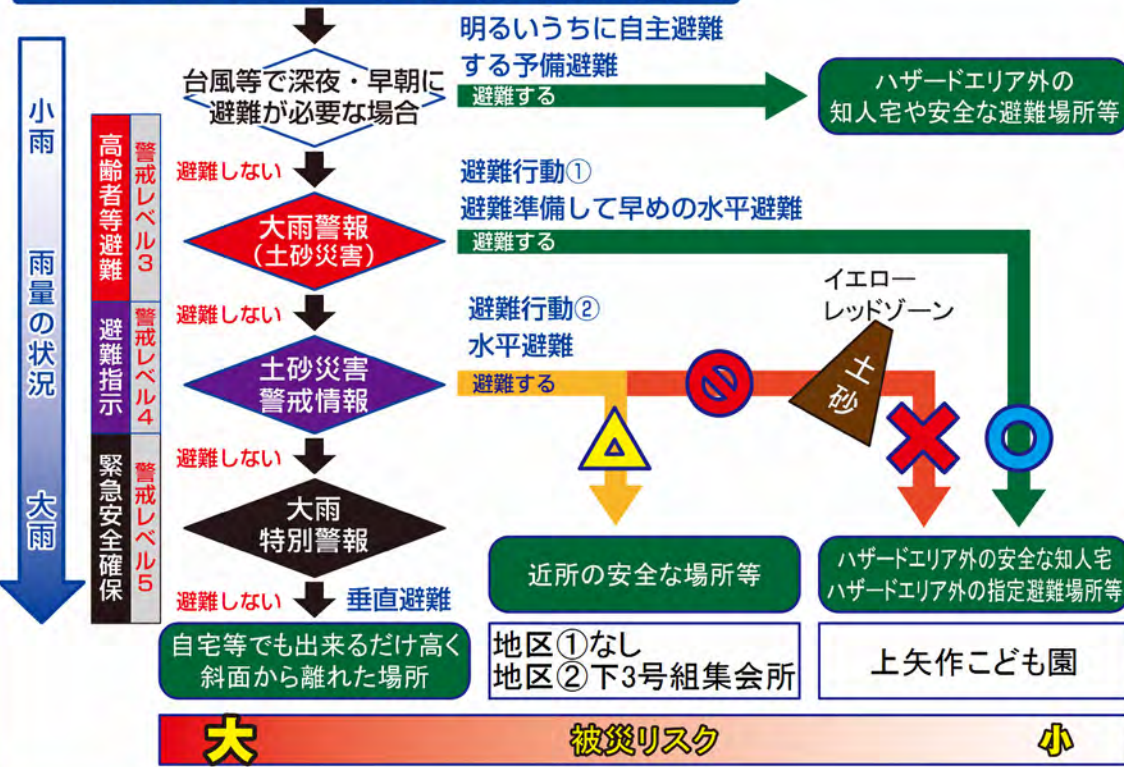 明るいうちに自主避難
する予備避難
台風等で深夜・早朝に
避難が必要な場合
避難する
ハザードエリア外の
知人宅や安全な避難場所等
小雨 雨量の状況 大雨
高齢者等避難
警戒レベル3
避難しない
避難行動①
避難準備して早めの水平避難
大雨警報
(土砂災害)
避難する
イエロー
レッドゾーン
避難指示
警戒レベル4
避難しない
避難行動②
水平避難
土砂災害
警戒情報
避難する
土砂
緊急安全確保
警戒レベル5
避難しない
大雨
特別警報
近所の安全な場所等
ハザードエリア外の安全な知人宅
ハザードエリア外の指定避難場所等
避難しない
垂直避難
自宅等でも出来るだけ高く
斜面から離れた場所
地区①なし
地区②下3号組集会所
上矢作こども園
大 被災リスク 小